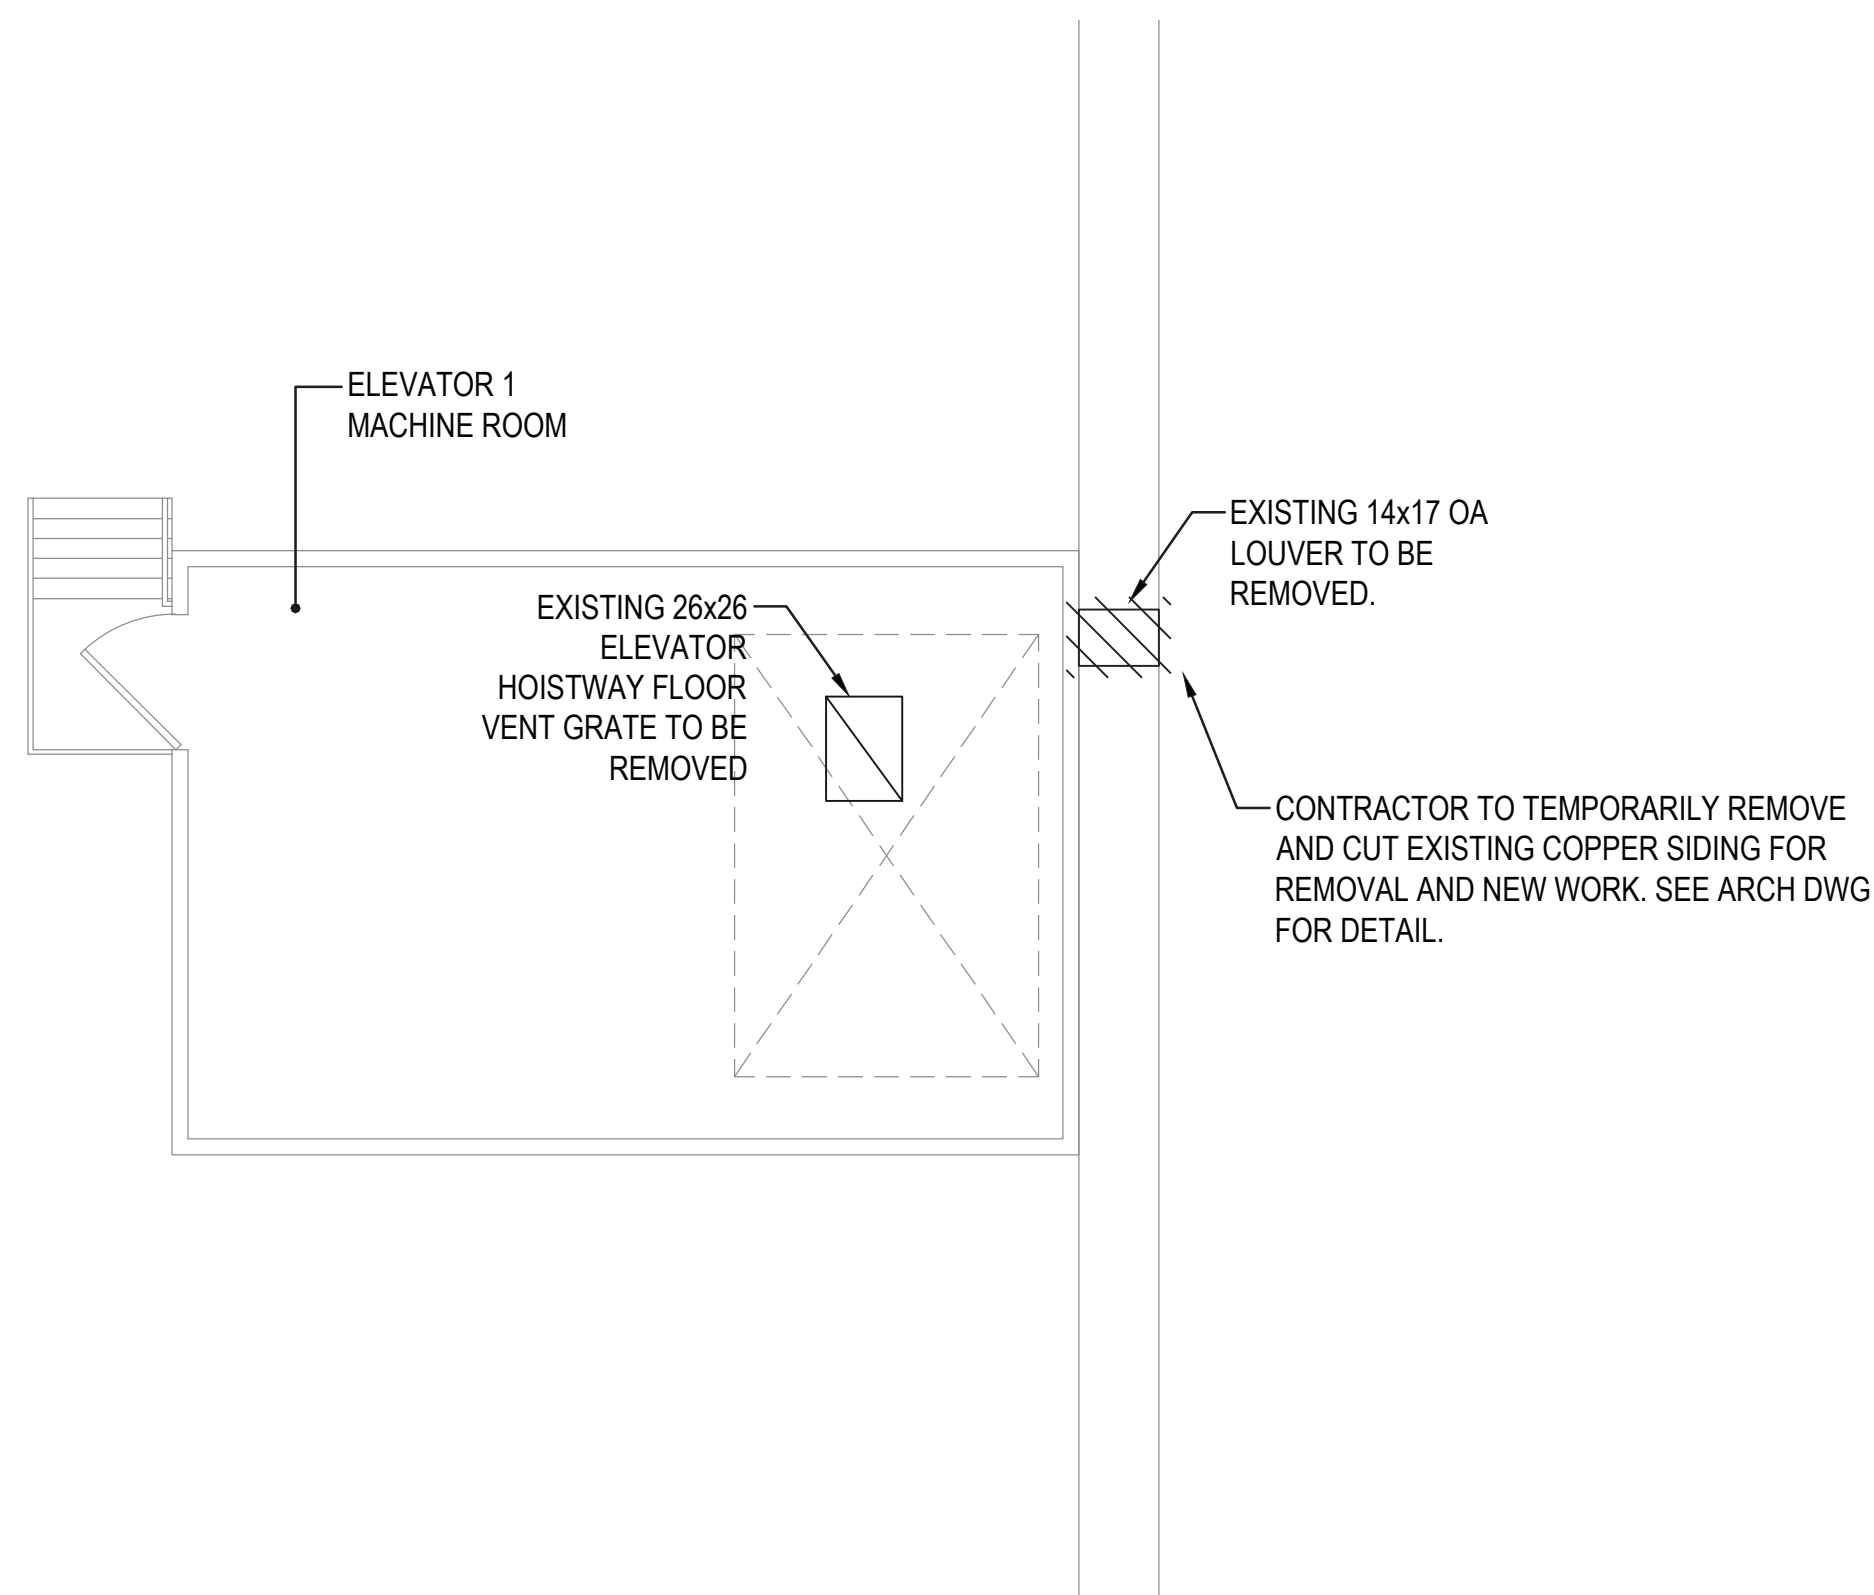 ELEVATOR 1
MACHINE ROOM
EXISTING 14x17 OA
LOUVER TO BE
REMOVED.
EXISTING 26x26
ELEVATOR
HOISTWAY FLOOR
VENT GRATE TO BE
REMOVED
CONTRACTOR TO TEMPORARILY REMOVE
AND CUT EXISTING COPPER SIDING FOR
REMOVAL AND NEW WORK. SEE ARCH DWG
FOR DETAIL.